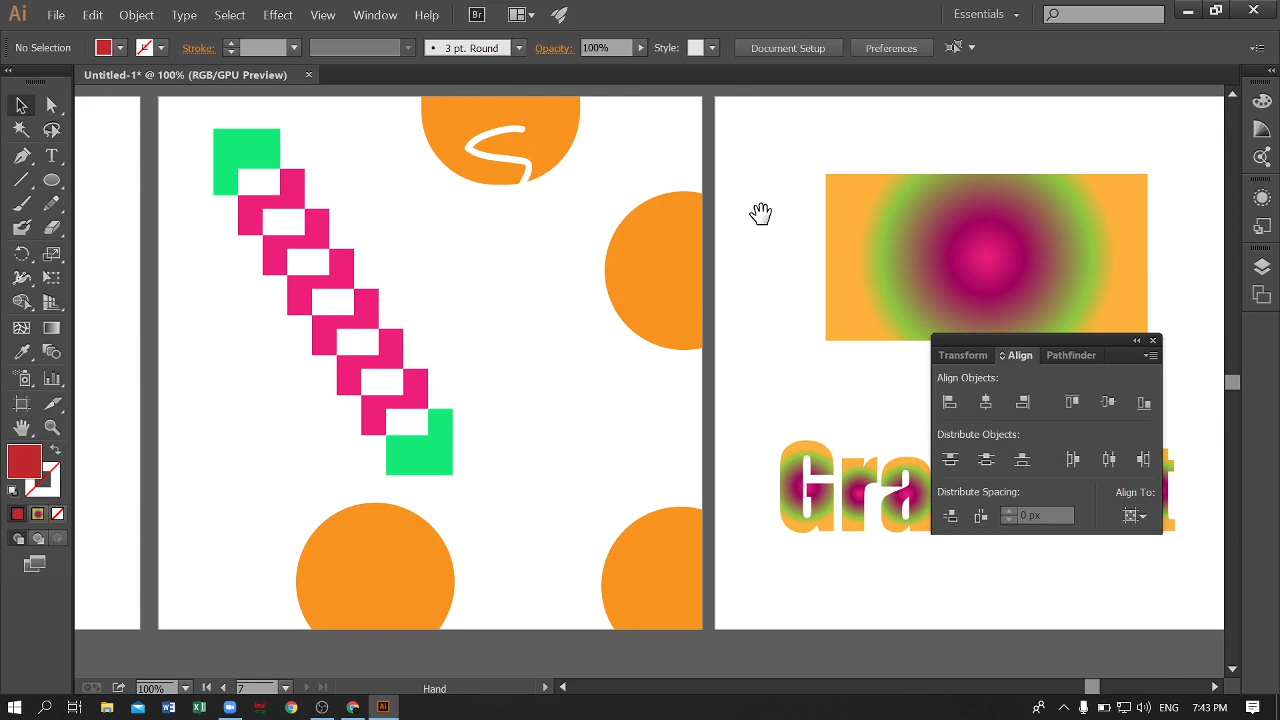 Ai File Edit Object Type Select Effect View Window Help Br Essentials
No Selection Stroke: 3 pt. Round Opacity: 100% Style: Document Setup Preferences
Untitled-1* @ 100% (RGB/GPU Preview)
S
Transform Align Pathfinder
Align Objects:
Distribute Objects:
Gra t
Distribute Spacing: Align To:
0 px
100% 7 Hand
Ai 7:43 PM
ENG